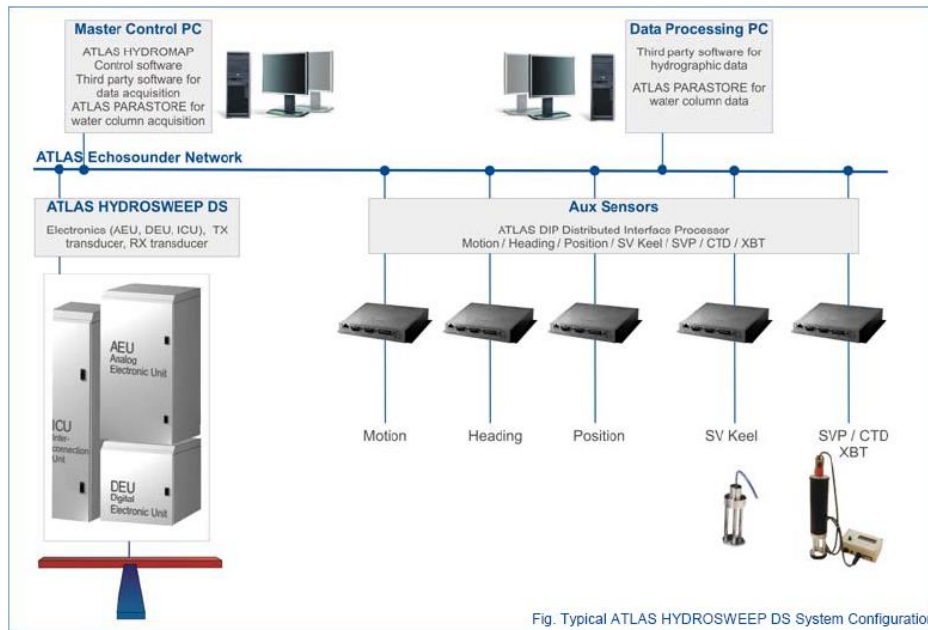 Master Control PC
ATLAS HYDROMAP
Control software
Third party software for
data acquisition
ATLAS PARASTORE for
water column acquisition
Data Processing PC
Third party software for
hydrographic data
ATLAS PARASTORE for
water column data
ATLAS Echosounder Network
ATLAS HYDROSWEEP DS
Electronics (AEU, DEU, ICU), TX
transducer, RX transducer
Aux Sensors
ATLAS DIP Distributed Interface Processor
Motion / Heading / Position / SV Keel / SVP / CTD / XBT
AEU
Analog
Electronic Unit
ICU
Inter-
connection
Unit
DEU
Digital
Electronic Unit
Motion
Heading
Position
SV Keel
SVP / CTD
XBT
Fig. Typical ATLAS HYDROSWEEP DS System Configuration